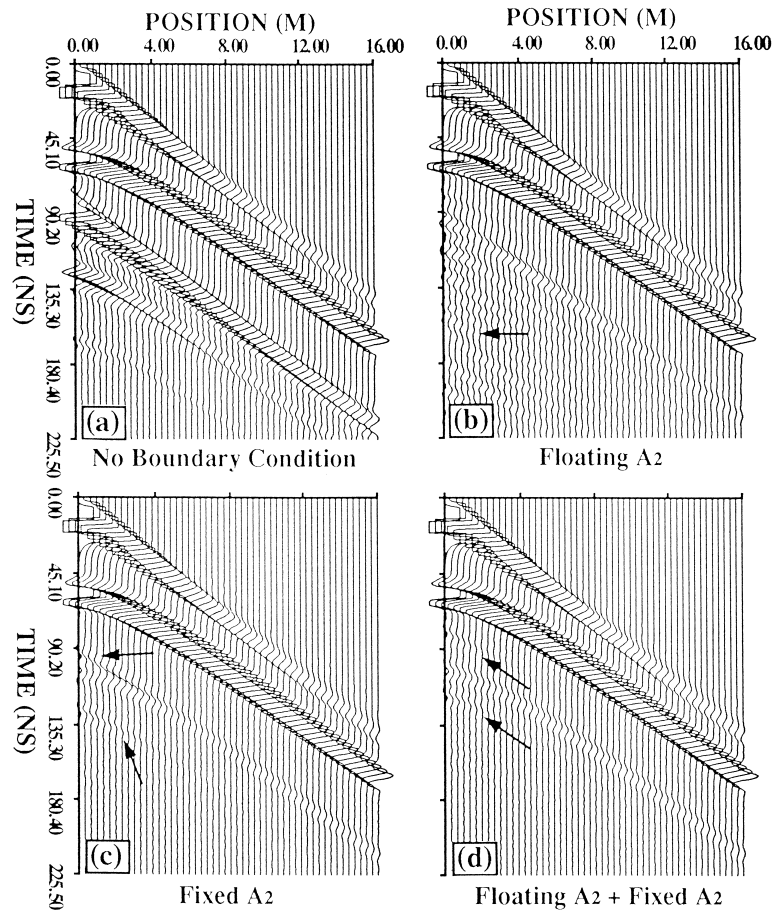 POSITION (M) POSITION (M)
0.00 4.00 8.00 12.00 16.00 0.00 4.00 8.00 12.00 16.00
0.00 45.10 90.20 135.30 180.40 225.50
TIME (NS)
(a) (b)
No Boundary Condition Floating A2
0.00 45.10 90.20 135.30 180.40 225.50
TIME (NS)
(c) (d)
Fixed A2 Floating A2 + Fixed A2